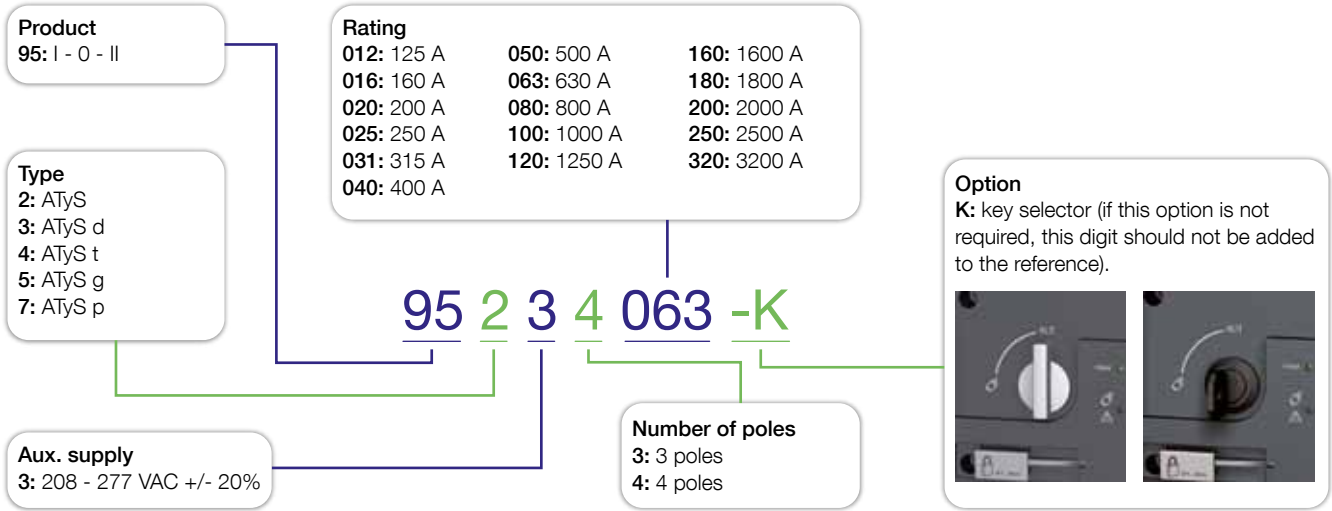 Product
95: I - 0 - II
Rating
012: 125 A 050: 500 A 160: 1600 A
016: 160 A 063: 630 A 180: 1800 A
020: 200 A 080: 800 A 200: 2000 A
025: 250 A 100: 1000 A 250: 2500 A
031: 315 A 120: 1250 A 320: 3200 A
040: 400 A
Type
2: ATyS
3: ATyS d
4: ATyS t
5: ATyS g
7: ATyS p
Option
K: key selector (if this option is not
required, this digit should not be added
to the reference).
95 2 3 4 063 -K
Aux. supply
3: 208 - 277 VAC +/- 20%
Number of poles
3: 3 poles
4: 4 poles